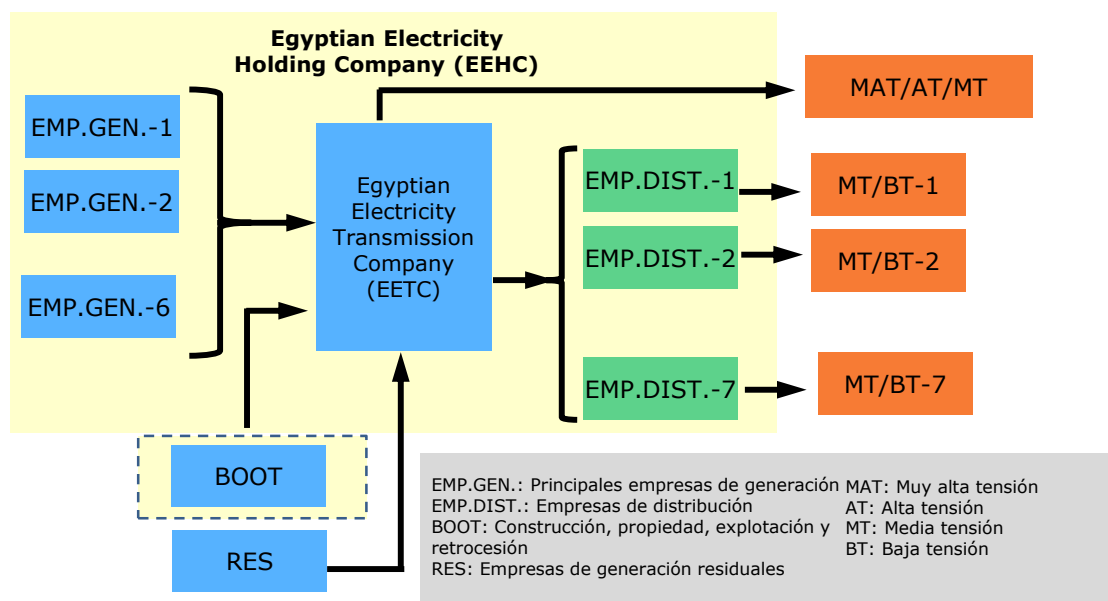 Egyptian Electricity
Holding Company (EEHC)
EMP.GEN.-1
EMP.GEN.-2
EMP.GEN.-6
Egyptian
Electricity
Transmission
Company
(EETC)
EMP.DIST.-1
EMP.DIST.-2
EMP.DIST.-7
MAT/AT/MT
MT/BT-1
MT/BT-2
MT/BT-7
BOOT
RES
EMP.GEN.: Principales empresas de generación
EMP.DIST.: Empresas de distribución
BOOT: Construcción, propiedad, explotación y
retrocesión
RES: Empresas de generación residuales
MAT: Muy alta tensión
AT: Alta tensión
MT: Media tensión
BT: Baja tensión